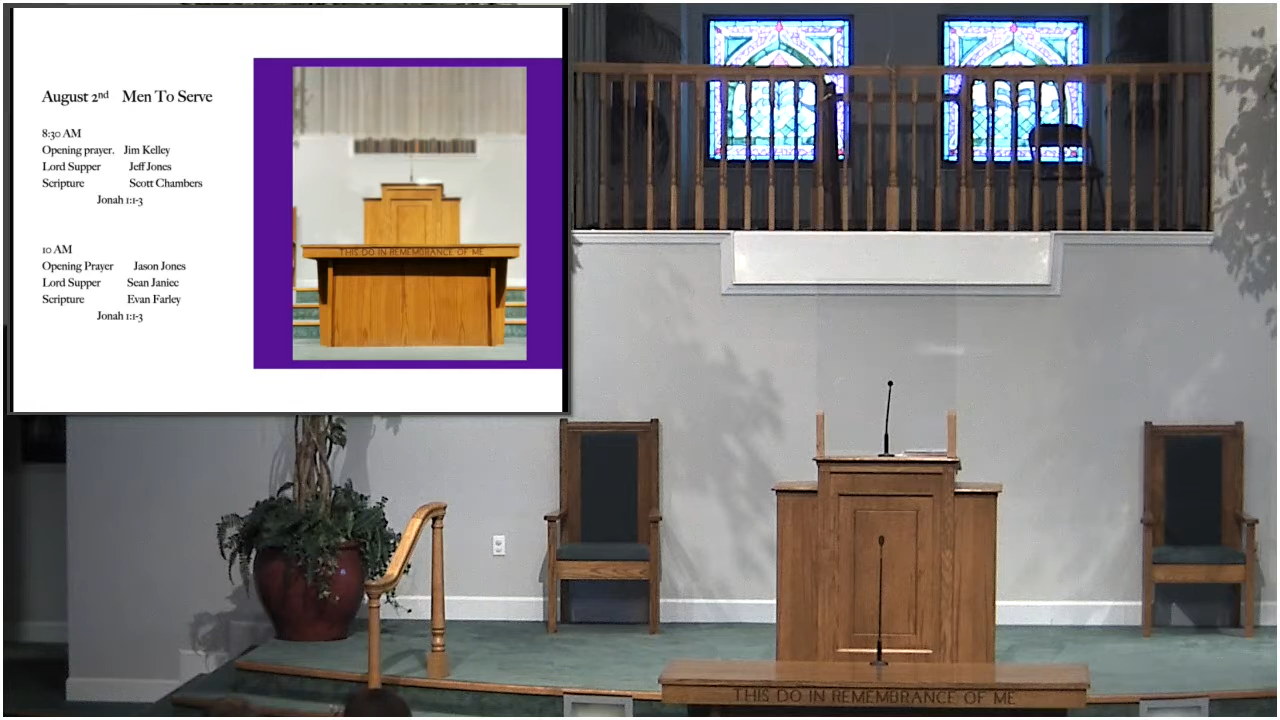 August 2nd Men To Serve
8:30 AM
Opening prayer. Jim Kelley
Lord Supper Jeff Jones
Scripture Scott Chambers
Jonah 1:1-3
10 AM
Opening Prayer Jason Jones
Lord Supper Sean Janiec
Scripture Evan Farley
Jonah 1:1-3
THIS DO IN REMEMBRANCE OF ME
THIS DO IN REMEMBRANCE OF ME